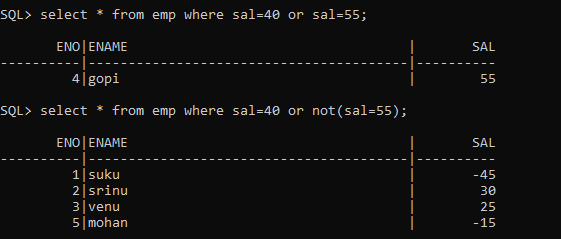 SQL> select * from emp where sal=40 or sal=55;
ENO|ENAME | SAL
----------|----------------------------------------|----------
4|gopi | 55
SQL> select * from emp where sal=40 or not(sal=55);
ENO|ENAME | SAL
----------|----------------------------------------|----------
1|suku | -45
2|srinu | 30
3|venu | 25
5|mohan | -15